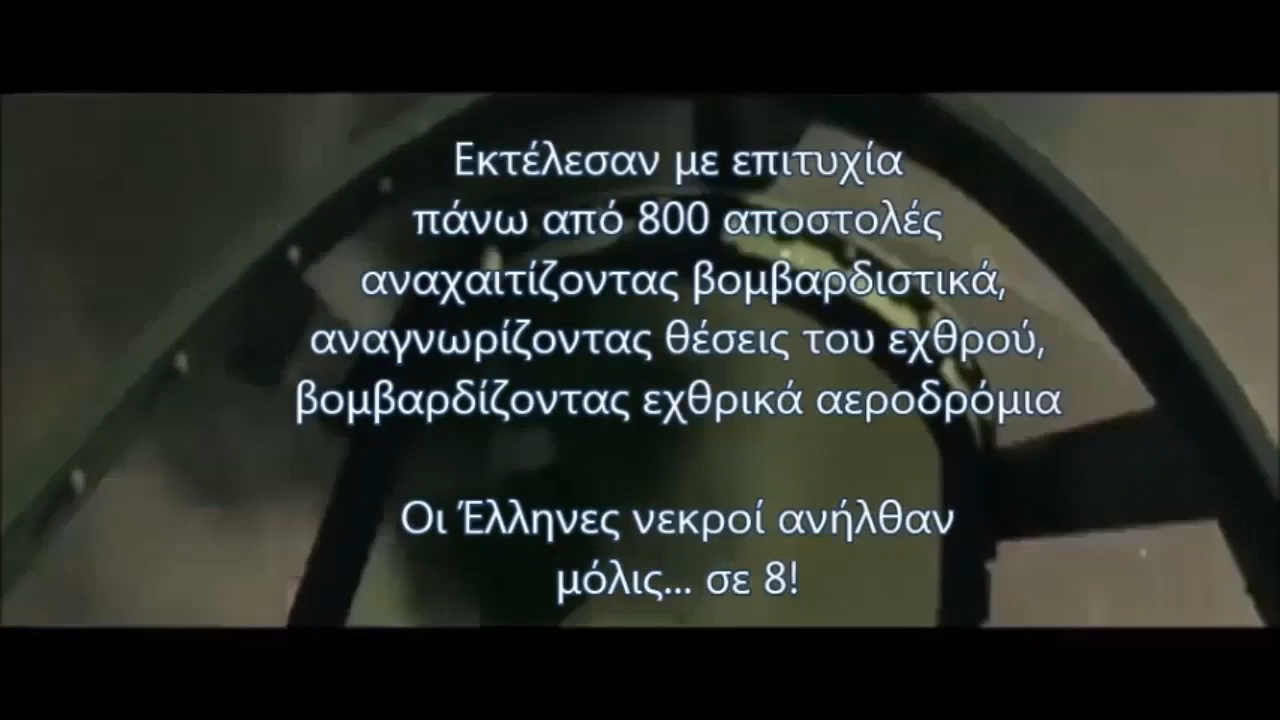 Εκτέλεσαν με επιτυχία
πάνω από 800 αποστολές
αναχαιτίζοντας βομβαρδιστικά,
αναγνωρίζοντας θέσεις του εχθρού,
βομβαρδίζοντας εχθρικά αεροδρόμια
Οι Έλληνες νεκροί ανήλθαν
μόλις... σε 8!